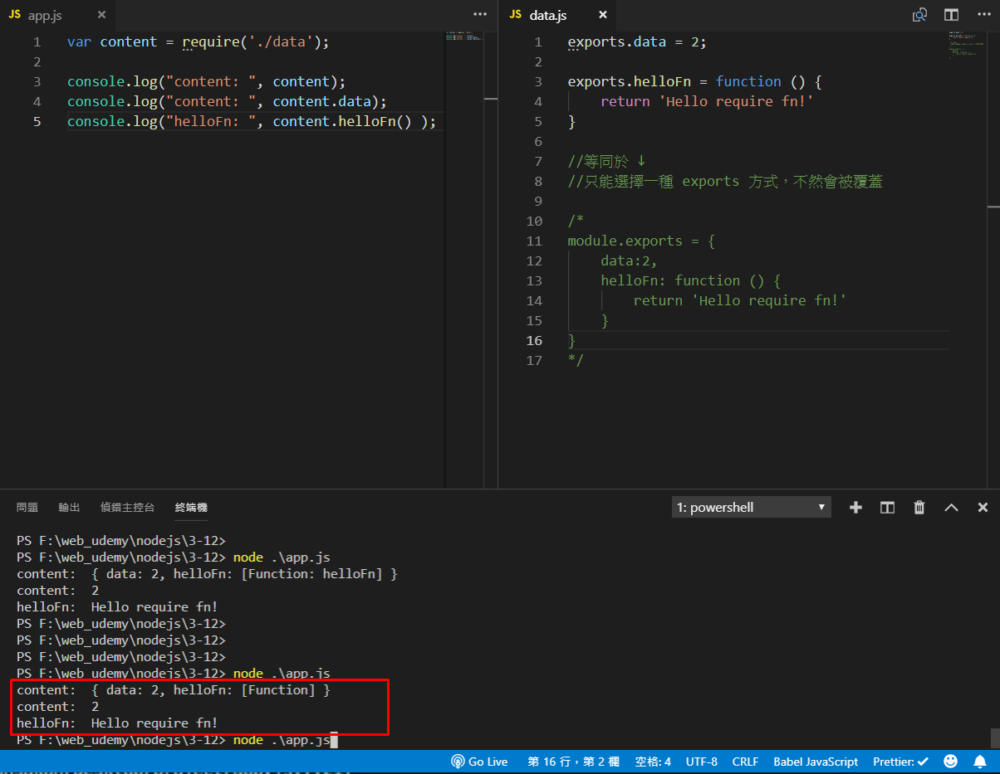 JS app.js × ···
1 var content = require('./data');
2
3 console.log("content: ", content);
4 console.log("content: ", content.data);
5 console.log("helloFn: ", content.helloFn() );
JS data.js × ···
1 exports.data = 2;
2
3 exports.helloFn = function () {
4 return 'Hello require fn!'
5 }
6
7 //等同於 ↓
8 //只能選擇一種 exports 方式，不然會被覆蓋
9
10 /*
11 module.exports = {
12 data:2,
13 helloFn: function () {
14 return 'Hello require fn!'
15 }
16 }
17 */
問題 輸出 偵錯主控台 終端機 1: powershell
PS F:\web_udemy\nodejs\3-12>
PS F:\web_udemy\nodejs\3-12> node .\app.js
content:  { data: 2, helloFn: [Function: helloFn] }
content:  2
helloFn:  Hello require fn!
PS F:\web_udemy\nodejs\3-12>
PS F:\web_udemy\nodejs\3-12>
PS F:\web_udemy\nodejs\3-12>
PS F:\web_udemy\nodejs\3-12> node .\app.js
content:  { data: 2, helloFn: [Function] }
content:  2
helloFn:  Hello require fn!
PS F:\web_udemy\nodejs\3-12> node .\app.js
Go Live 第 16 行，第 2 欄 空格: 4 UTF-8 CRLF Babel JavaScript Prettier: ✓